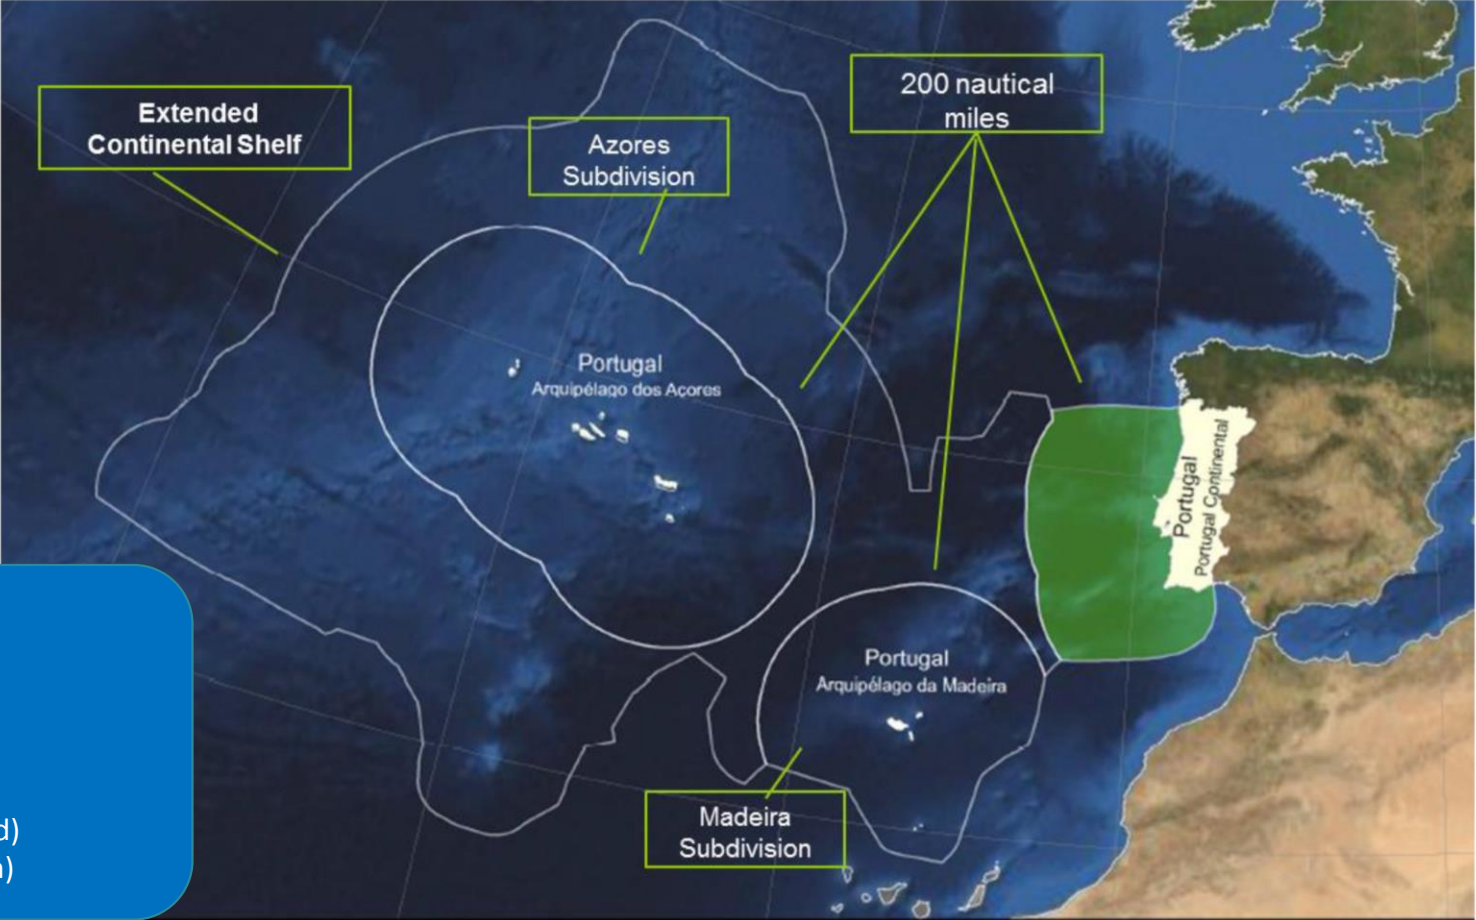 Extended
Continental Shelf
Azores
Subdivision
200 nautical
miles
Portugal
Arquipélago dos Açores
Portugal
Portugal Continental
Portugal
Arquipélago da Madeira
Madeira
Subdivision
d)
)